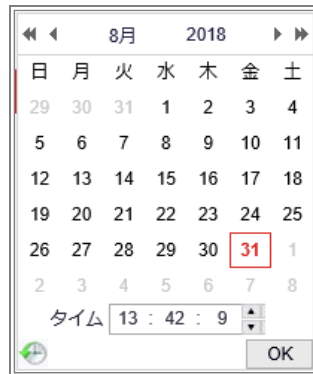 8月 2018
日 月 火 水 木 金 土
29 30 31 1 2 3 4
5 6 7 8 9 10 11
12 13 14 15 16 17 18
19 20 21 22 23 24 25
26 27 28 29 30 31 1
2 3 4 5 6 7 8
タイム 13 : 42 : 9
OK